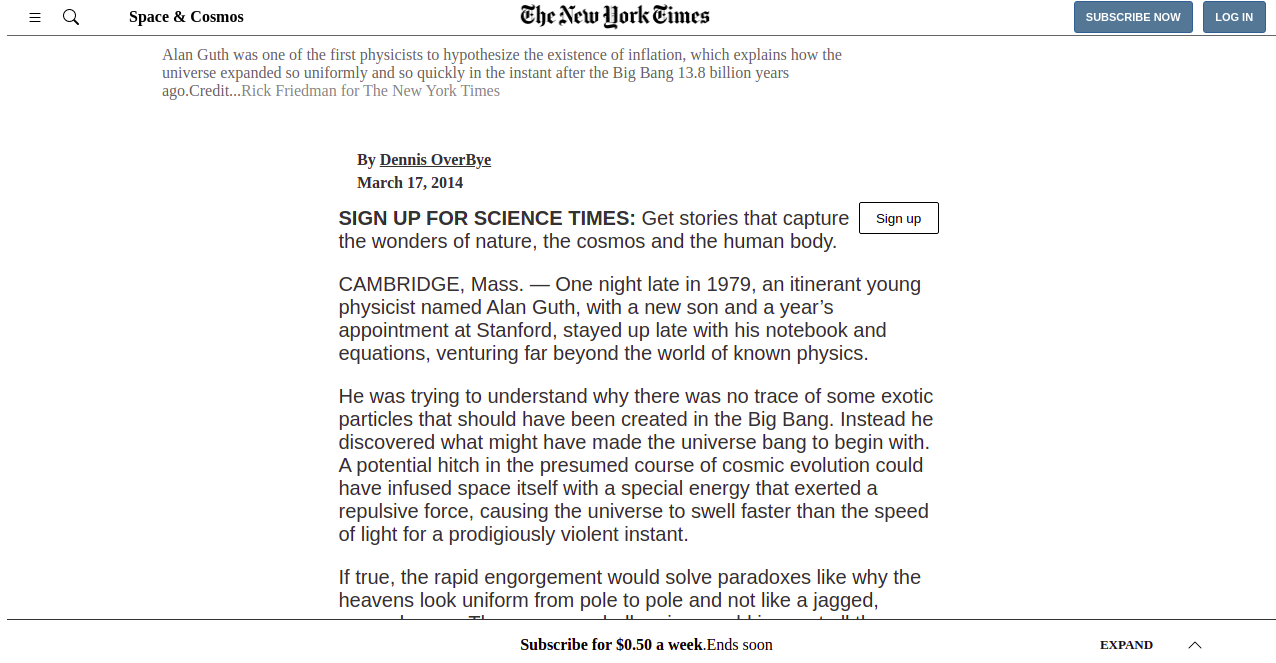 Space & Cosmos
The New York Times
SUBSCRIBE NOW
LOG IN
Alan Guth was one of the first physicists to hypothesize the existence of inflation, which explains how the
universe expanded so uniformly and so quickly in the instant after the Big Bang 13.8 billion years
ago.Credit...Rick Friedman for The New York Times
By Dennis OverBye
March 17, 2014
SIGN UP FOR SCIENCE TIMES: Get stories that capture
the wonders of nature, the cosmos and the human body.
Sign up
CAMBRIDGE, Mass. — One night late in 1979, an itinerant young
physicist named Alan Guth, with a new son and a year’s
appointment at Stanford, stayed up late with his notebook and
equations, venturing far beyond the world of known physics.
He was trying to understand why there was no trace of some exotic
particles that should have been created in the Big Bang. Instead he
discovered what might have made the universe bang to begin with.
A potential hitch in the presumed course of cosmic evolution could
have infused space itself with a special energy that exerted a
repulsive force, causing the universe to swell faster than the speed
of light for a prodigiously violent instant.
If true, the rapid engorgement would solve paradoxes like why the
heavens look uniform from pole to pole and not like a jagged,
Subscribe for $0.50 a week.Ends soon
EXPAND